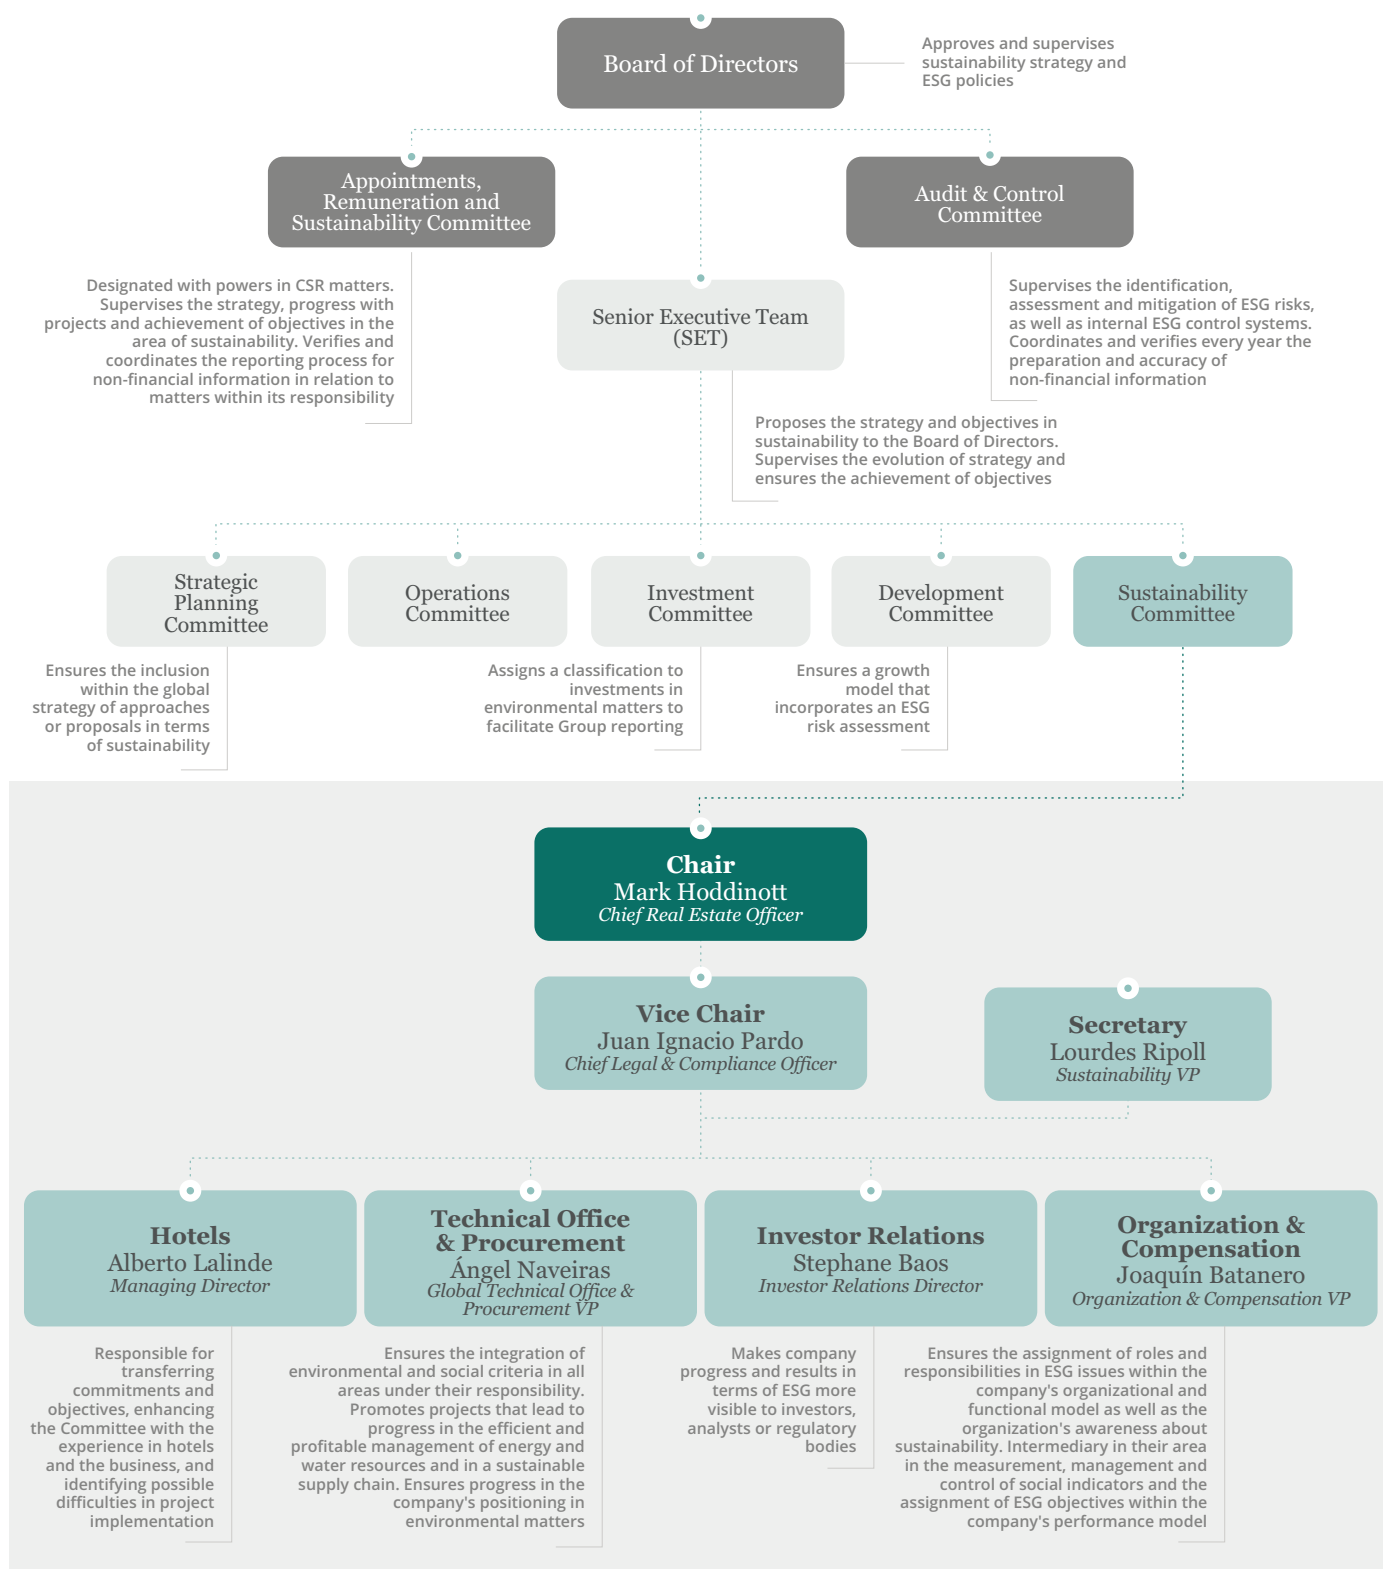 Board of Directors
Approves and supervises
sustainability strategy and
ESG policies
Appointments,
Remuneration and
Sustainability Committee
Audit & Control
Committee
Designated with powers in CSR matters.
Supervises the strategy, progress with
projects and achievement of objectives in the
area of sustainability. Verifies and
coordinates the reporting process for
non-financial information in relation to
matters within its responsibility
Senior Executive Team
(SET)
Supervises the identification,
assessment and mitigation of ESG risks,
as well as internal ESG control systems.
Coordinates and verifies every year the
preparation and accuracy of
non-financial information
Proposes the strategy and objectives in
sustainability to the Board of Directors.
Supervises the evolution of strategy and
ensures the achievement of objectives
Strategic
Planning
Committee
Operations
Committee
Investment
Committee
Development
Committee
Sustainability
Committee
Ensures the inclusion
within the global
strategy of approaches
or proposals in terms
of sustainability
Assigns a classification to
investments in
environmental matters to
facilitate Group reporting
Ensures a growth
model that
incorporates an ESG
risk assessment
Chair
Mark Hoddinott
Chief Real Estate Officer
Vice Chair
Juan Ignacio Pardo
Chief Legal & Compliance Officer
Secretary
Lourdes Ripoll
Sustainability VP
Hotels
Alberto Lalinde
Managing Director
Technical Office
& Procurement
Ángel Naveiras
Global Technical Office &
Procurement VP
Investor Relations
Stephane Baos
Investor Relations Director
Organization &
Compensation
Joaquín Batanero
Organization & Compensation VP
Responsible for
transferring
commitments and
objectives, enhancing
the Committee with the
experience in hotels
and the business, and
identifying possible
difficulties in project
implementation
Ensures the integration of
environmental and social criteria in all
areas under their responsibility.
Promotes projects that lead to
progress in the efficient and
profitable management of energy and
water resources and in a sustainable
supply chain. Ensures progress in the
company's positioning in
environmental matters
Makes company
progress and results in
terms of ESG more
visible to investors,
analysts or regulatory
bodies
Ensures the assignment of roles and
responsibilities in ESG issues within the
company's organizational and
functional model as well as the
organization's awareness about
sustainability. Intermediary in their area
in the measurement, management and
control of social indicators and the
assignment of ESG objectives within the
company's performance model